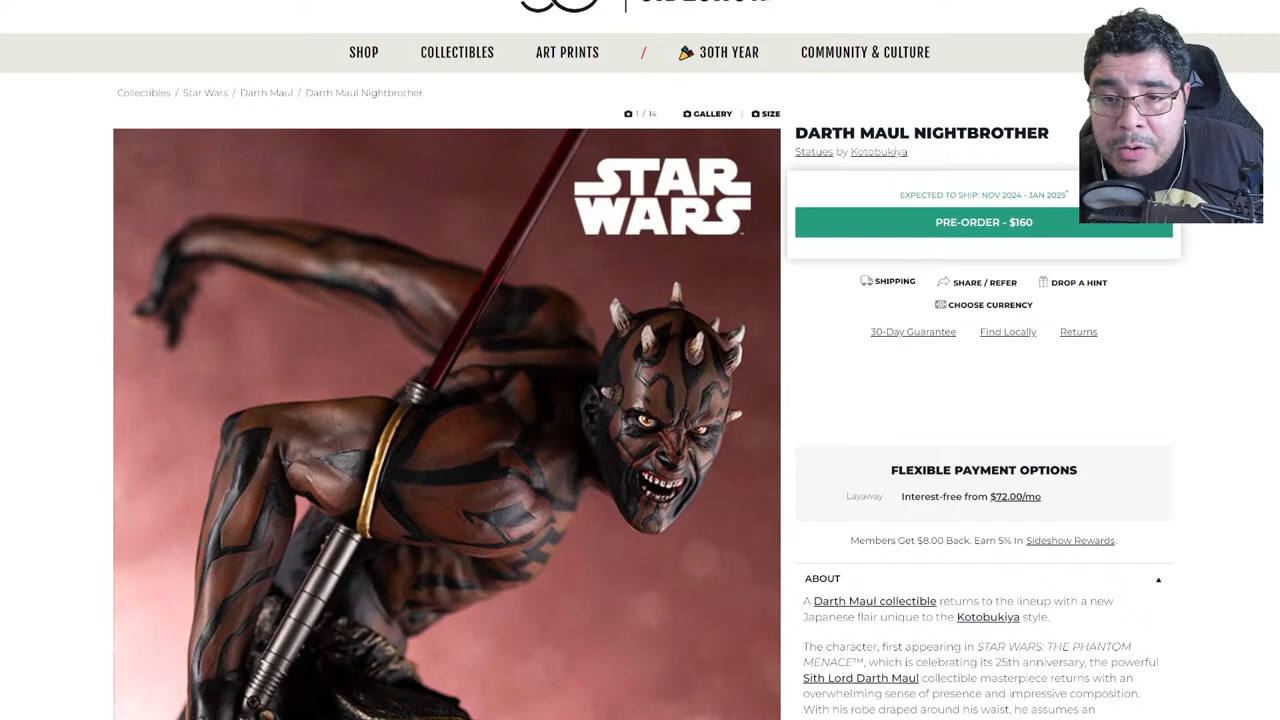 SHOP
COLLECTIBLES
ART PRINTS
/
30TH YEAR
COMMUNITY & CULTURE
Collectibles / Star Wars / Darth Maul / Darth Maul Nightbrother
1 / 14
GALLERY | SIZE
STAR
WARS
DARTH MAUL NIGHTBROTHER
Statues by Kotobukiya
EXPECTED TO SHIP: NOV 2024 - JAN 2025*
PRE-ORDER - $160
SHIPPING
SHARE / REFER
DROP A HINT
CHOOSE CURRENCY
30-Day Guarantee
Find Locally
Returns
FLEXIBLE PAYMENT OPTIONS
Layaway
Interest-free from $72.00/mo
Members Get $8.00 Back. Earn 5% In Sideshow Rewards.
ABOUT
A Darth Maul collectible returns to the lineup with a new
Japanese flair unique to the Kotobukiya style.
The character, first appearing in STAR WARS: THE PHANTOM
MENACE™, which is celebrating its 25th anniversary, the powerful
Sith Lord Darth Maul collectible masterpiece returns with an
overwhelming sense of presence and impressive composition.
With his robe draped around his waist, he assumes an